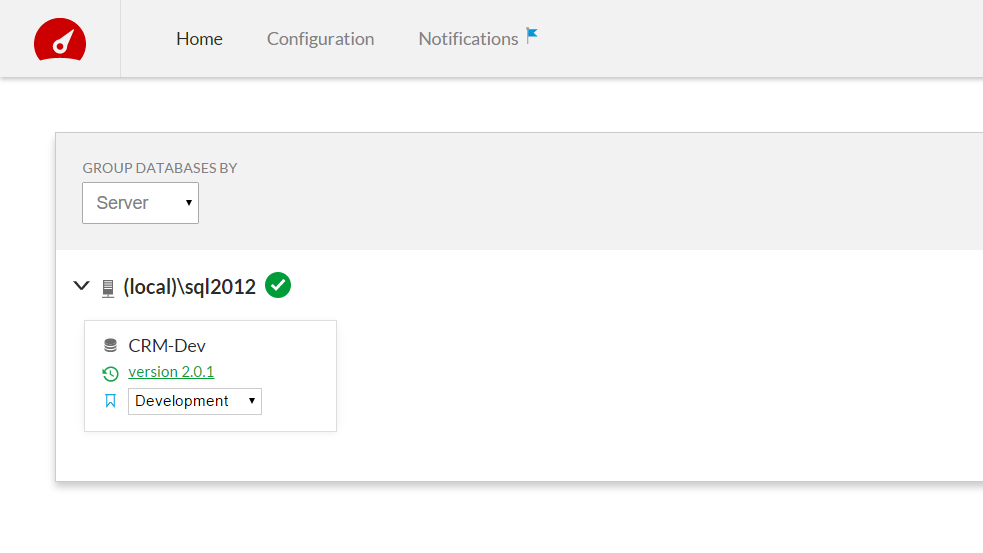 Home Configuration Notifications
GROUP DATABASES BY
Server
(local)\sql2012
CRM-Dev
version 2.0.1
Development